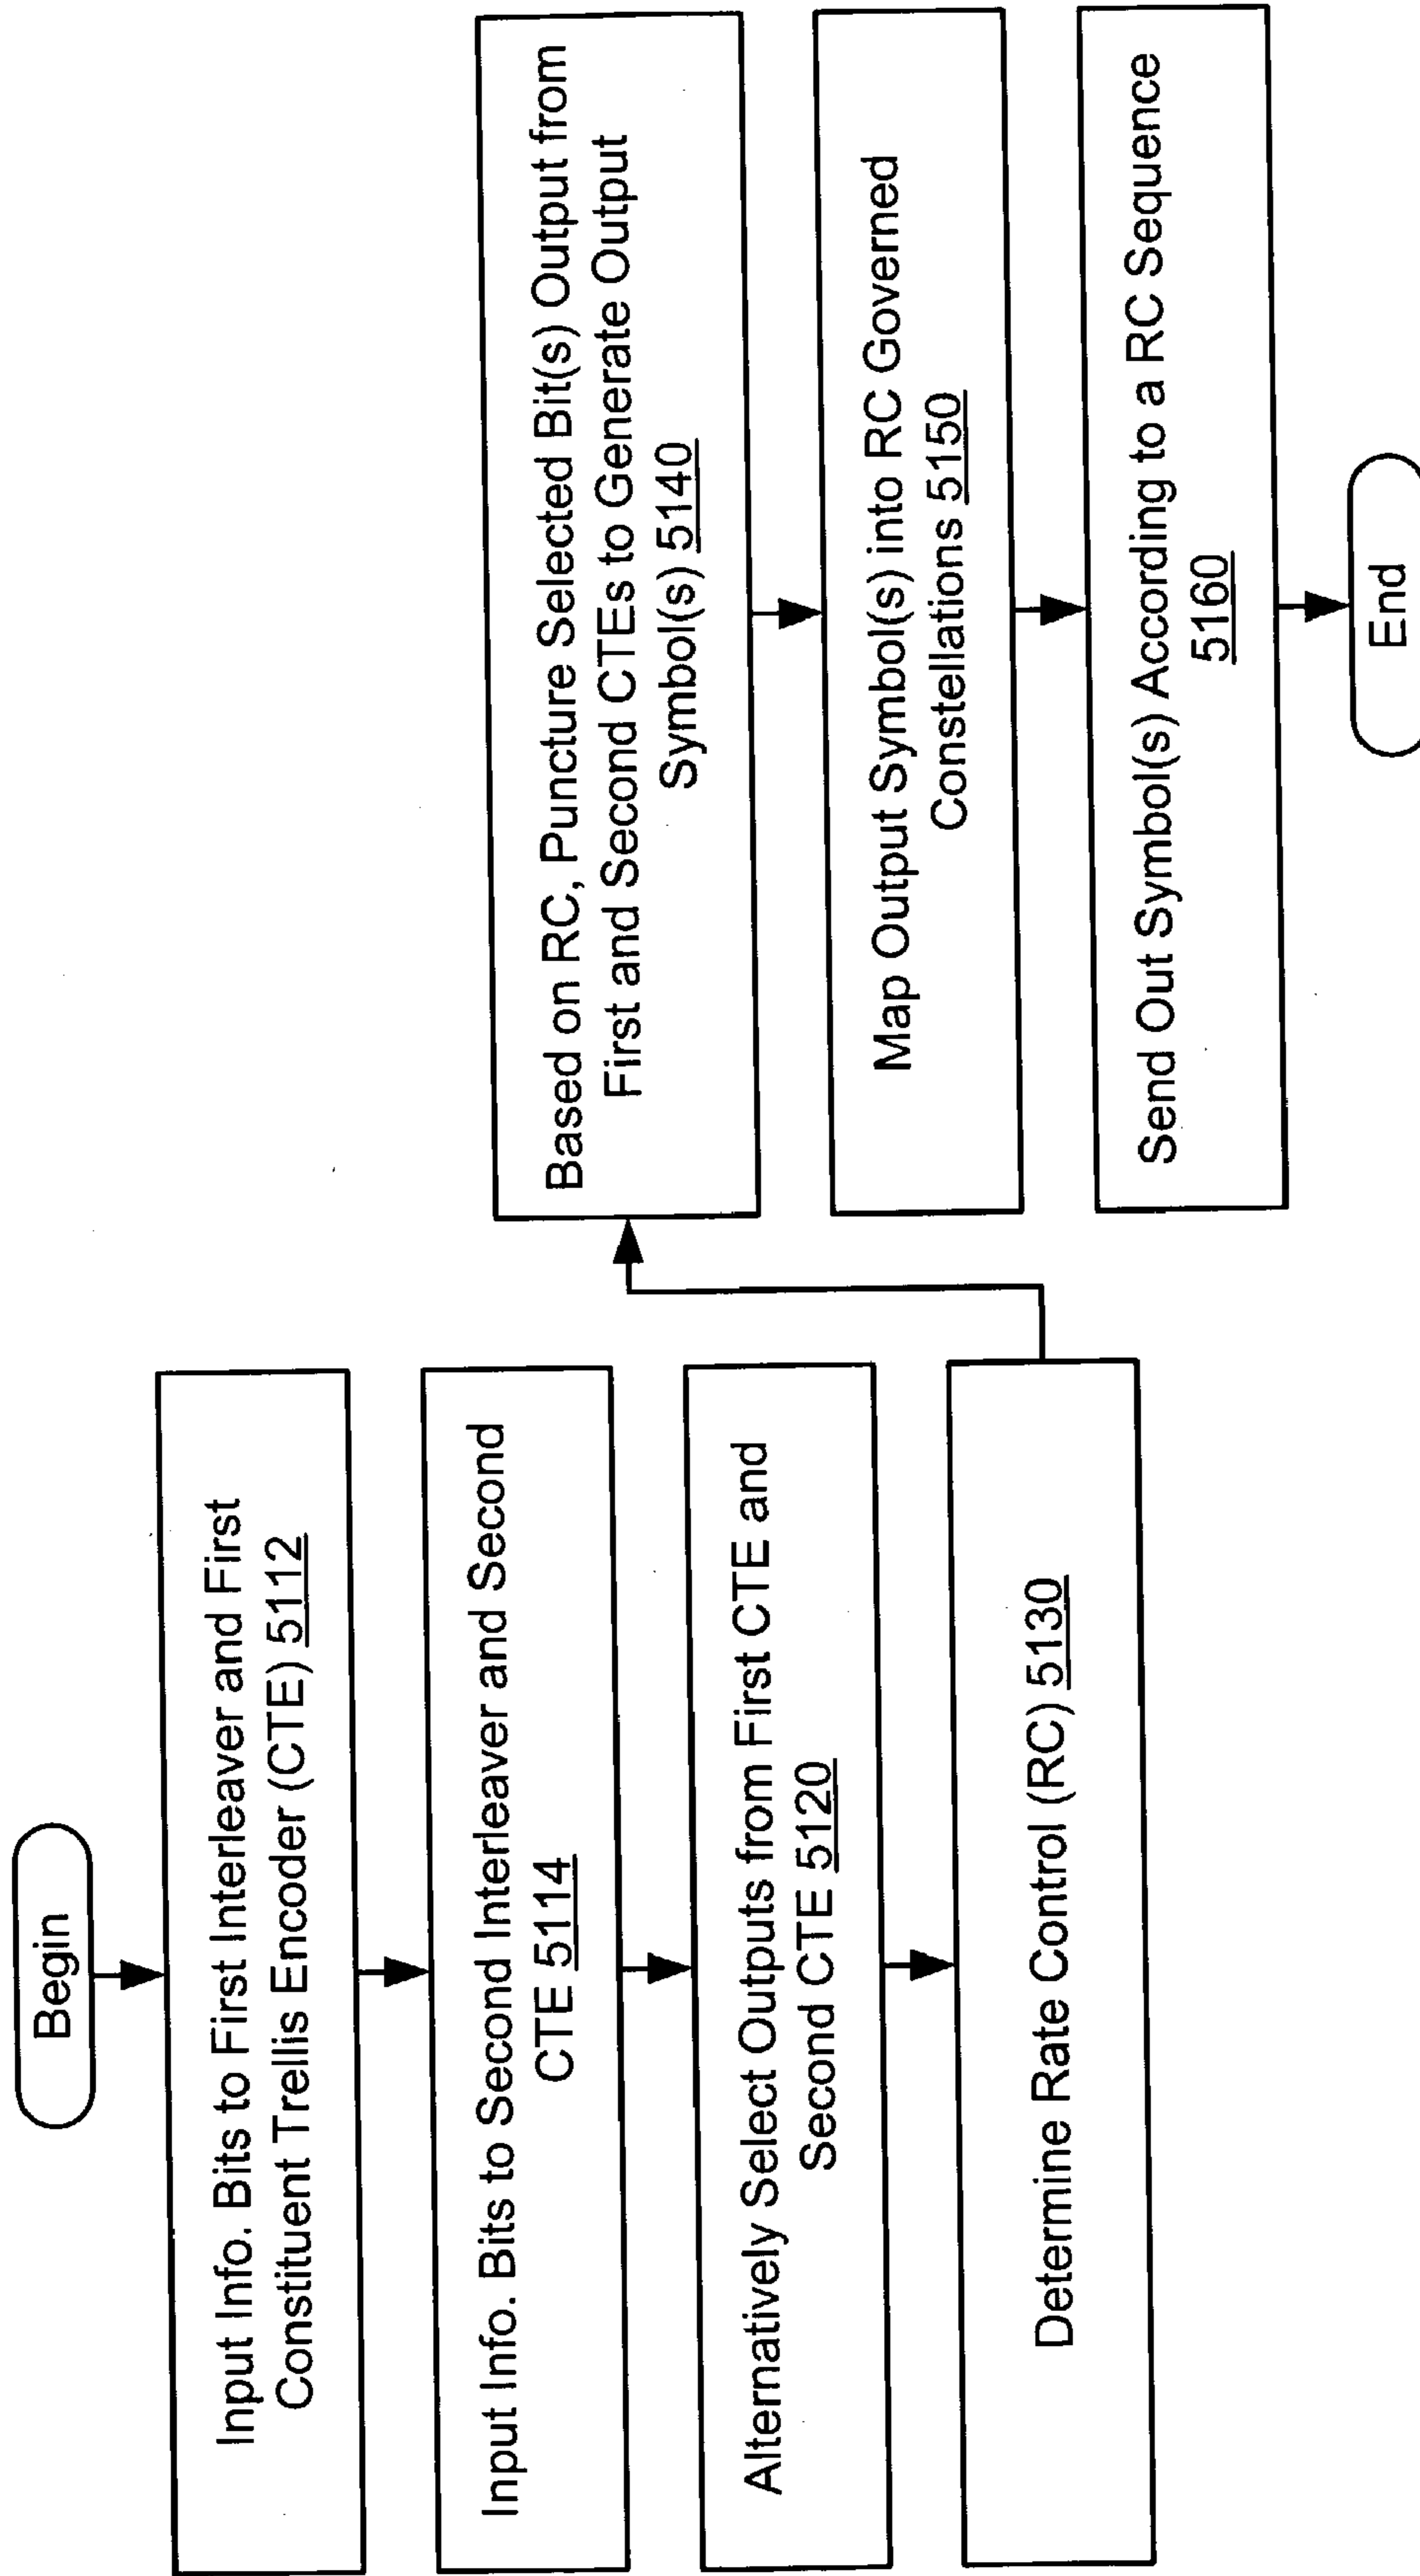 Begin
Input Info. Bits to First Interleaver and First
Constituent Trellis Encoder (CTE) 5112
Input Info. Bits to Second Interleaver and Second
CTE 5114
Alternatively Select Outputs from First CTE and
Second CTE 5120
Determine Rate Control (RC) 5130
Based on RC, Puncture Selected Bit(s) Output from
First and Second CTEs to Generate Output
Symbol(s) 5140
Map Output Symbol(s) into RC Governed
Constellations 5150
Send Out Symbol(s) According to a RC Sequence
5160
End